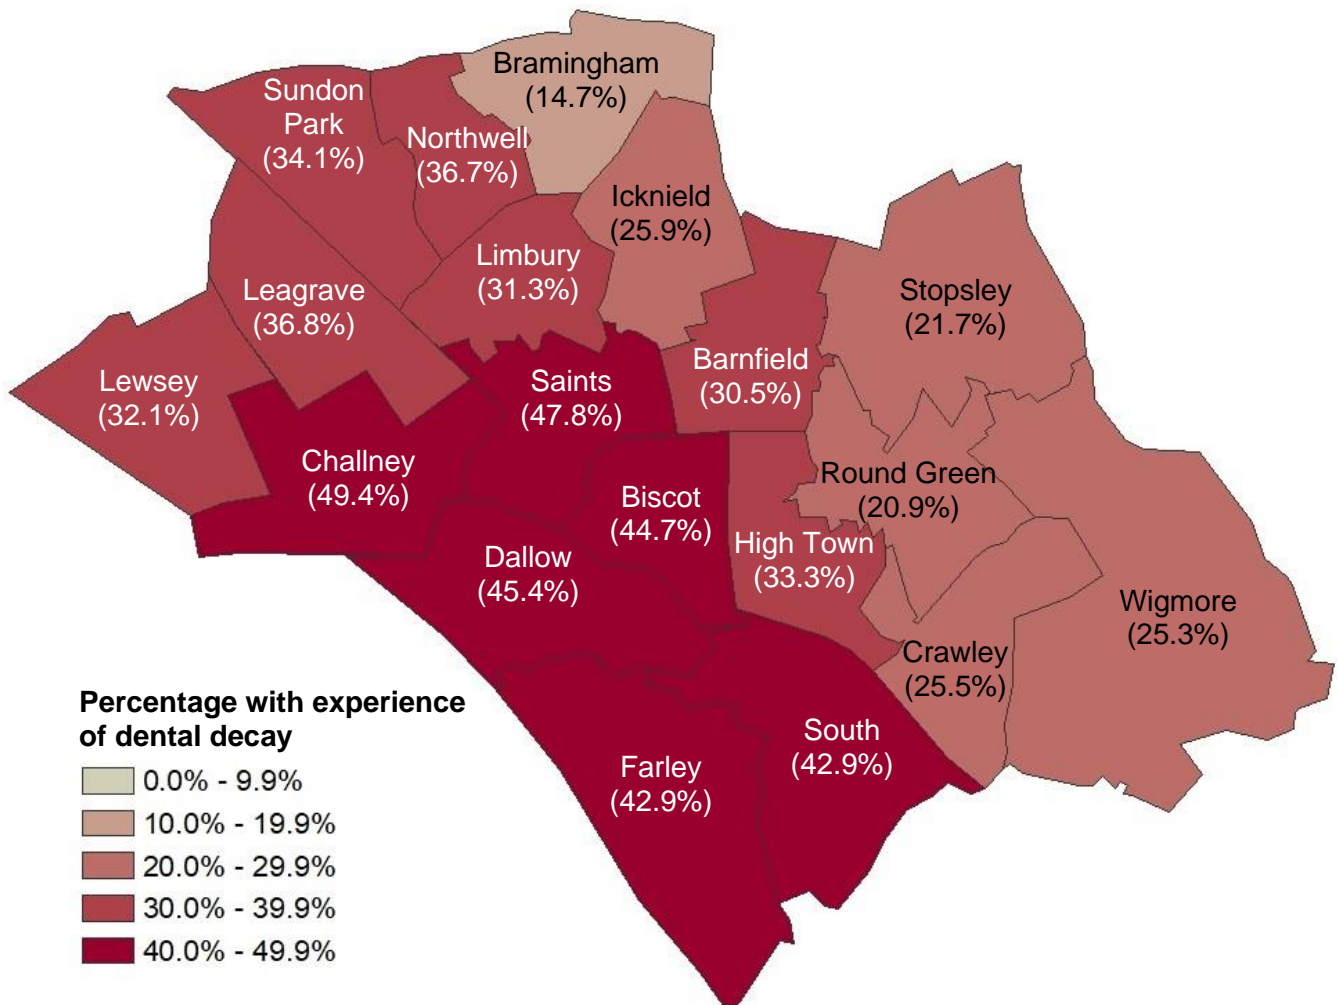 Bramingham
(14.7%)
Sundon
Park
(34.1%)
Northwell
(36.7%)
Icknield
(25.9%)
Limbury
(31.3%)
Stopsley
(21.7%)
Leagrave
(36.8%)
Barnfield
(30.5%)
Lewsey
(32.1%)
Saints
(47.8%)
Challney
(49.4%)
Round Green
(20.9%)
Biscot
(44.7%)
High Town
(33.3%)
Dallow
(45.4%)
Wigmore
(25.3%)
Crawley
(25.5%)
South
(42.9%)
Farley
(42.9%)
Percentage with experience
of dental decay
0.0% - 9.9%
10.0% - 19.9%
20.0% - 29.9%
30.0% - 39.9%
40.0% - 49.9%